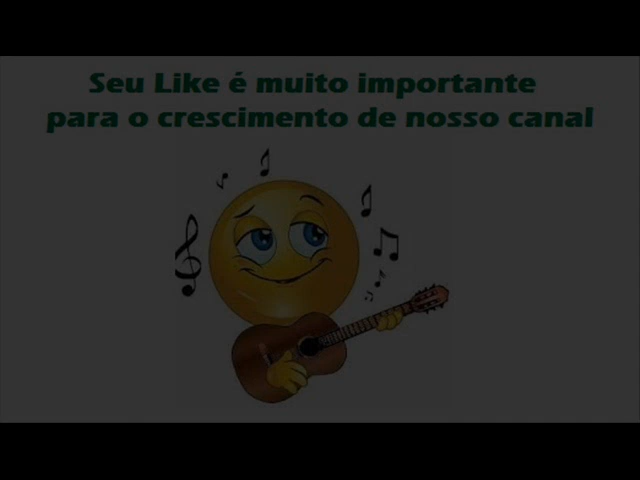 Seu Like é muito importante
para o crescimento de nosso canal